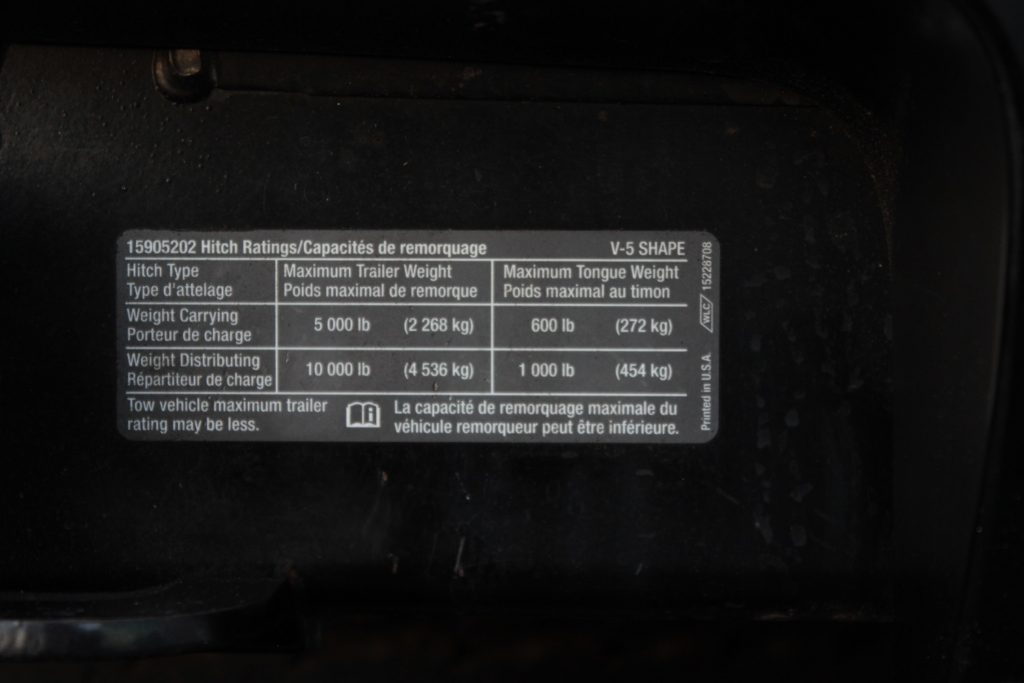 15905202 Hitch Ratings/Capacités de remorquage V-5 SHAPE
Hitch Type
Type d'attelage
Maximum Trailer Weight
Poids maximal de remorque
Maximum Tongue Weight
Poids maximal au timon
Weight Carrying
Porteur de charge
5 000 lb (2 268 kg) 600 lb (272 kg)
Weight Distributing
Répartiteur de charge
10 000 lb (4 536 kg) 1 000 lb (454 kg)
Tow vehicle maximum trailer
rating may be less.
La capacité de remorquage maximale du
véhicule remorqueur peut être inférieure.
Printed in U.S.A. WLC 15228708